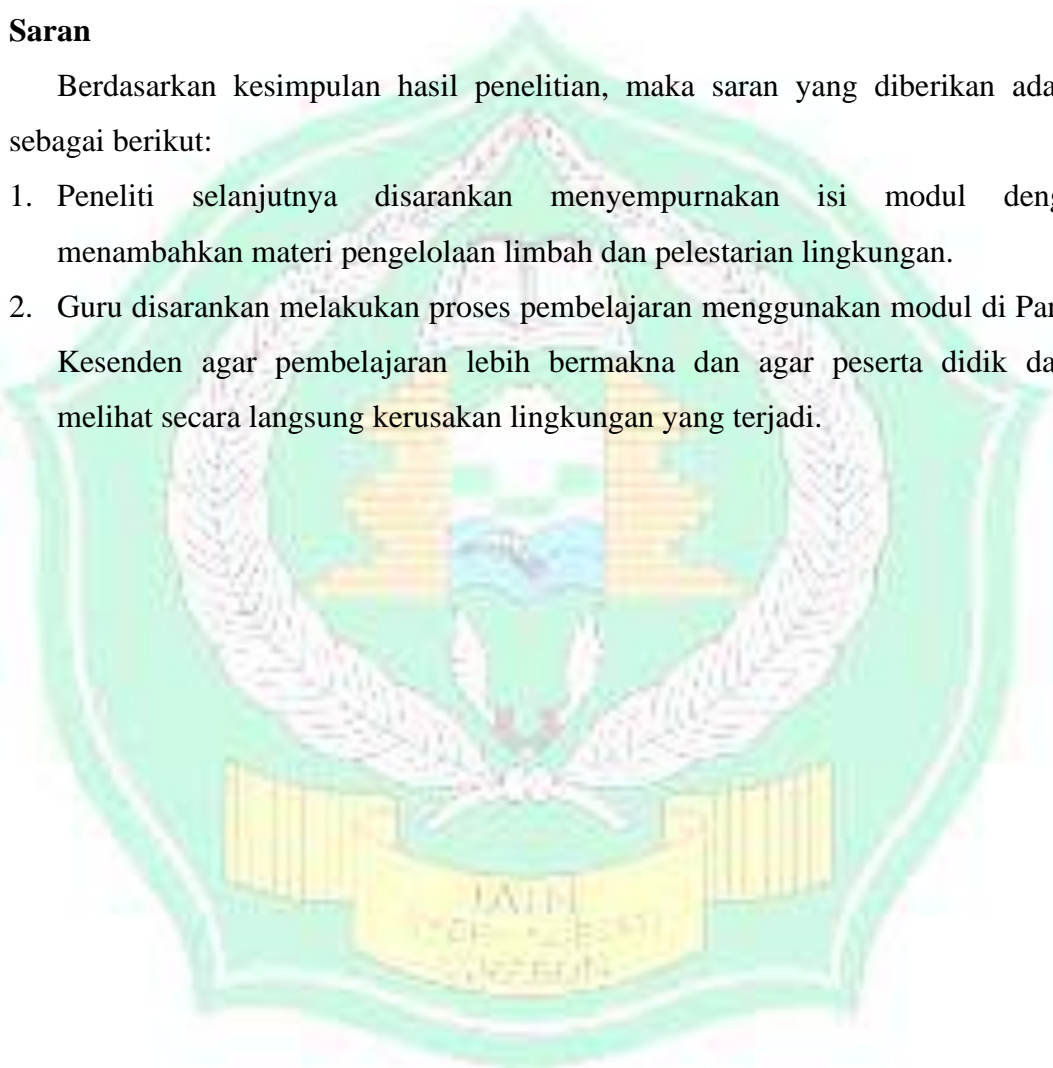 Saran
Berdasarkan kesimpulan hasil penelitian, maka saran yang diberikan ada
sebagai berikut:
1. Peneliti selanjutnya disarankan menyempurnakan isi modul deng
menambahkan materi pengelolaan limbah dan pelestarian lingkungan.
2. Guru disarankan melakukan proses pembelajaran menggunakan modul di Pan
Kesenden agar pembelajaran lebih bermakna dan agar peserta didik da
melihat secara langsung kerusakan lingkungan yang terjadi.
IAIN